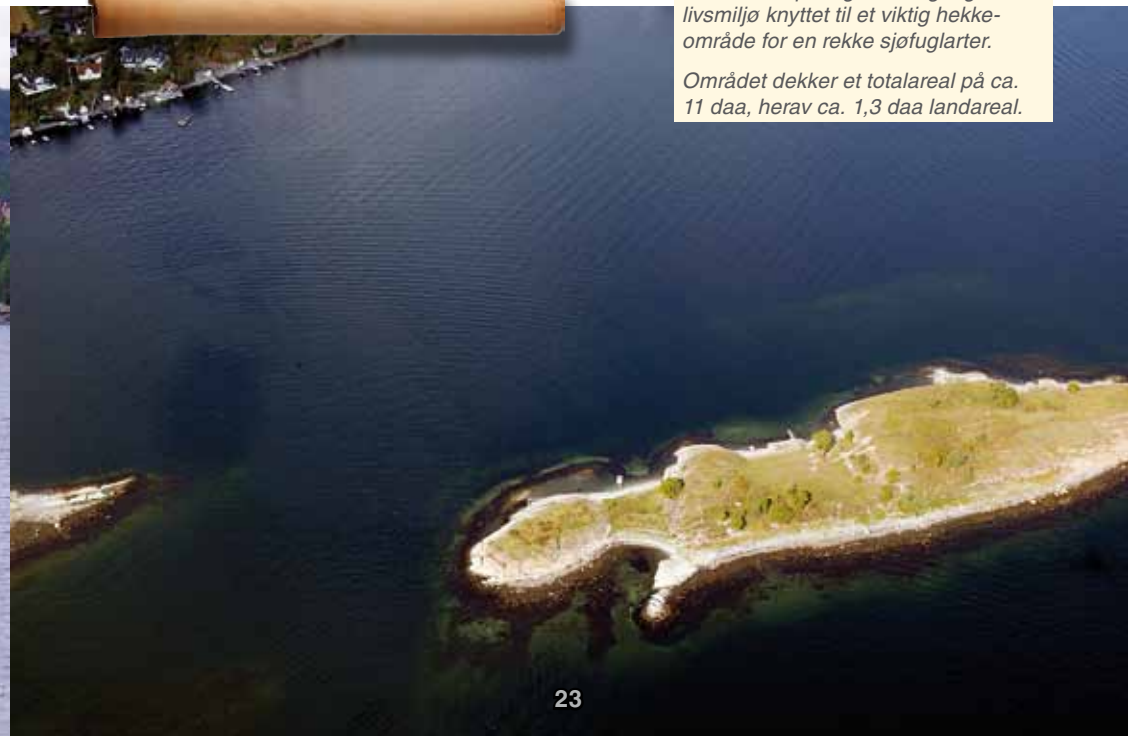 livsmiljø knyttet til et viktig hekke-
område for en rekke sjøfuglarter.
Området dekker et totalareal på ca.
11 daa, herav ca. 1,3 daa landareal.
23